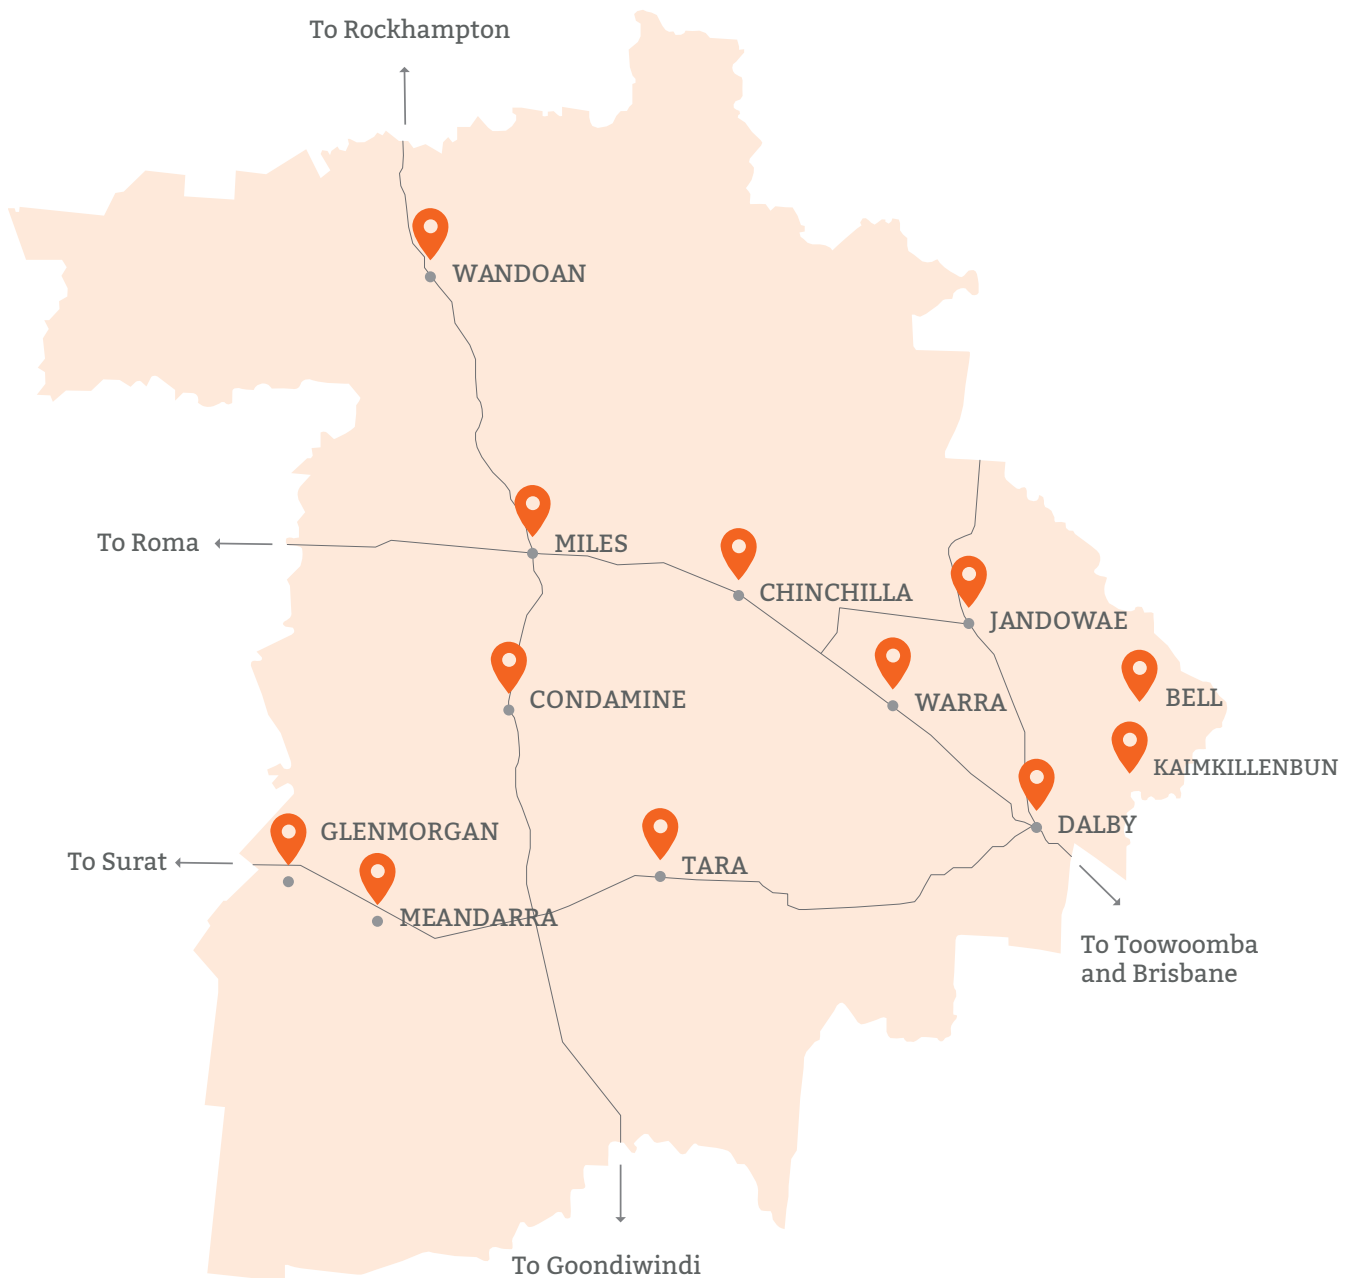 To Rockhampton
WANDOAN
To Roma
MILES
CHINCHILLA
JANDOWAE
CONDAMINE
WARRA
BELL
KAIMKILLENBUN
GLENMORGAN
DALBY
To Surat
TARA
MEANDARRA
To Toowoomba
and Brisbane
To Goondiwindi